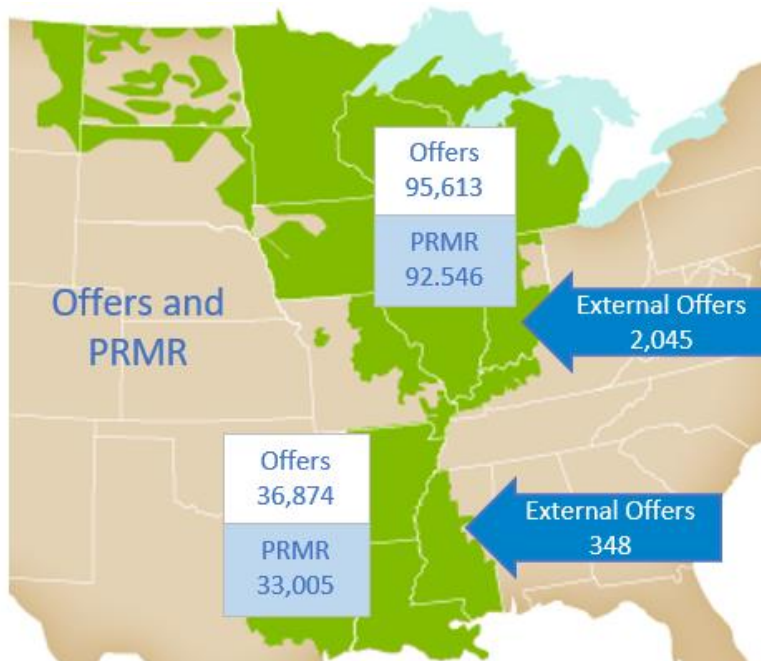 Offers
95,613
PRMR
92.546
Offers and
PRMR
External Offers
2,045
Offers
36,874
PRMR
33,005
External Offers
348